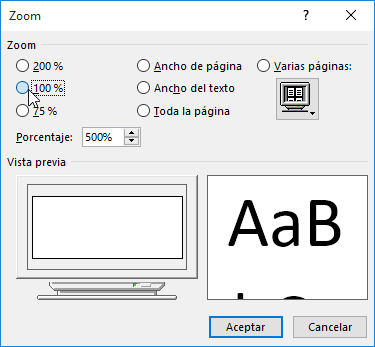 Zoom
Zoom
200 % Ancho de página Varias páginas:
100 % Ancho del texto
75 % Toda la página
Porcentaje: 500%
Vista previa
AaB
Aceptar Cancelar